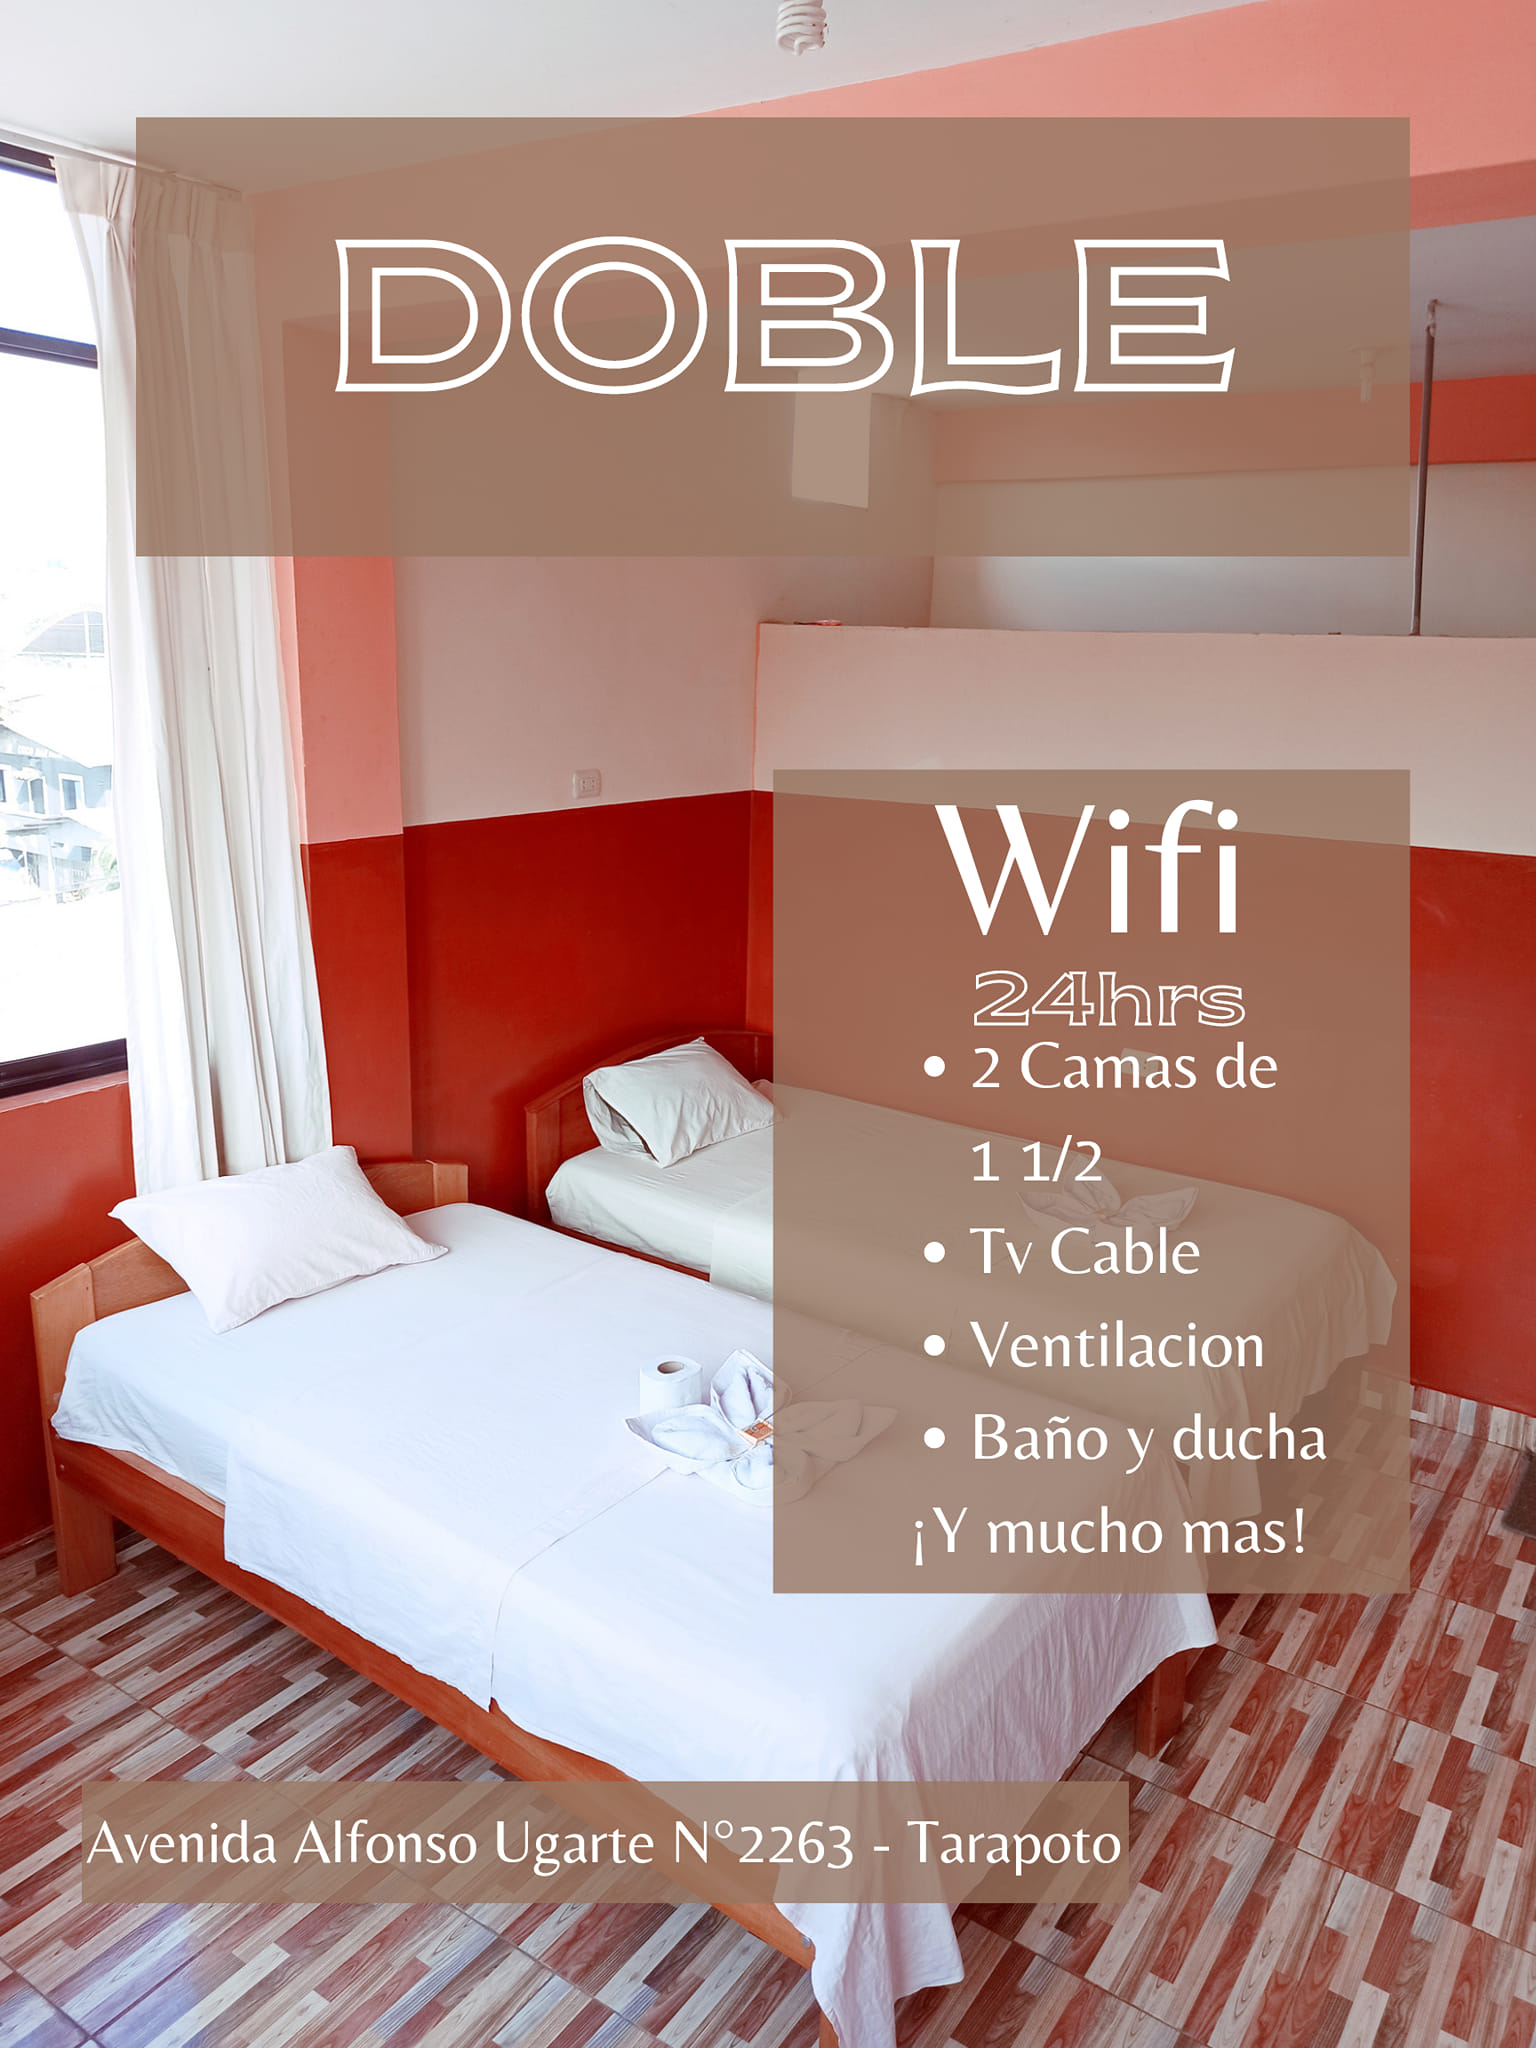 DOBLE
Wifi
24hrs
• 2 Camas de
1 1/2
• Tv Cable
• Ventilacion
• Baño y ducha
¡Y mucho mas!
Avenida Alfonso Ugarte N°2263 - Tarapoto